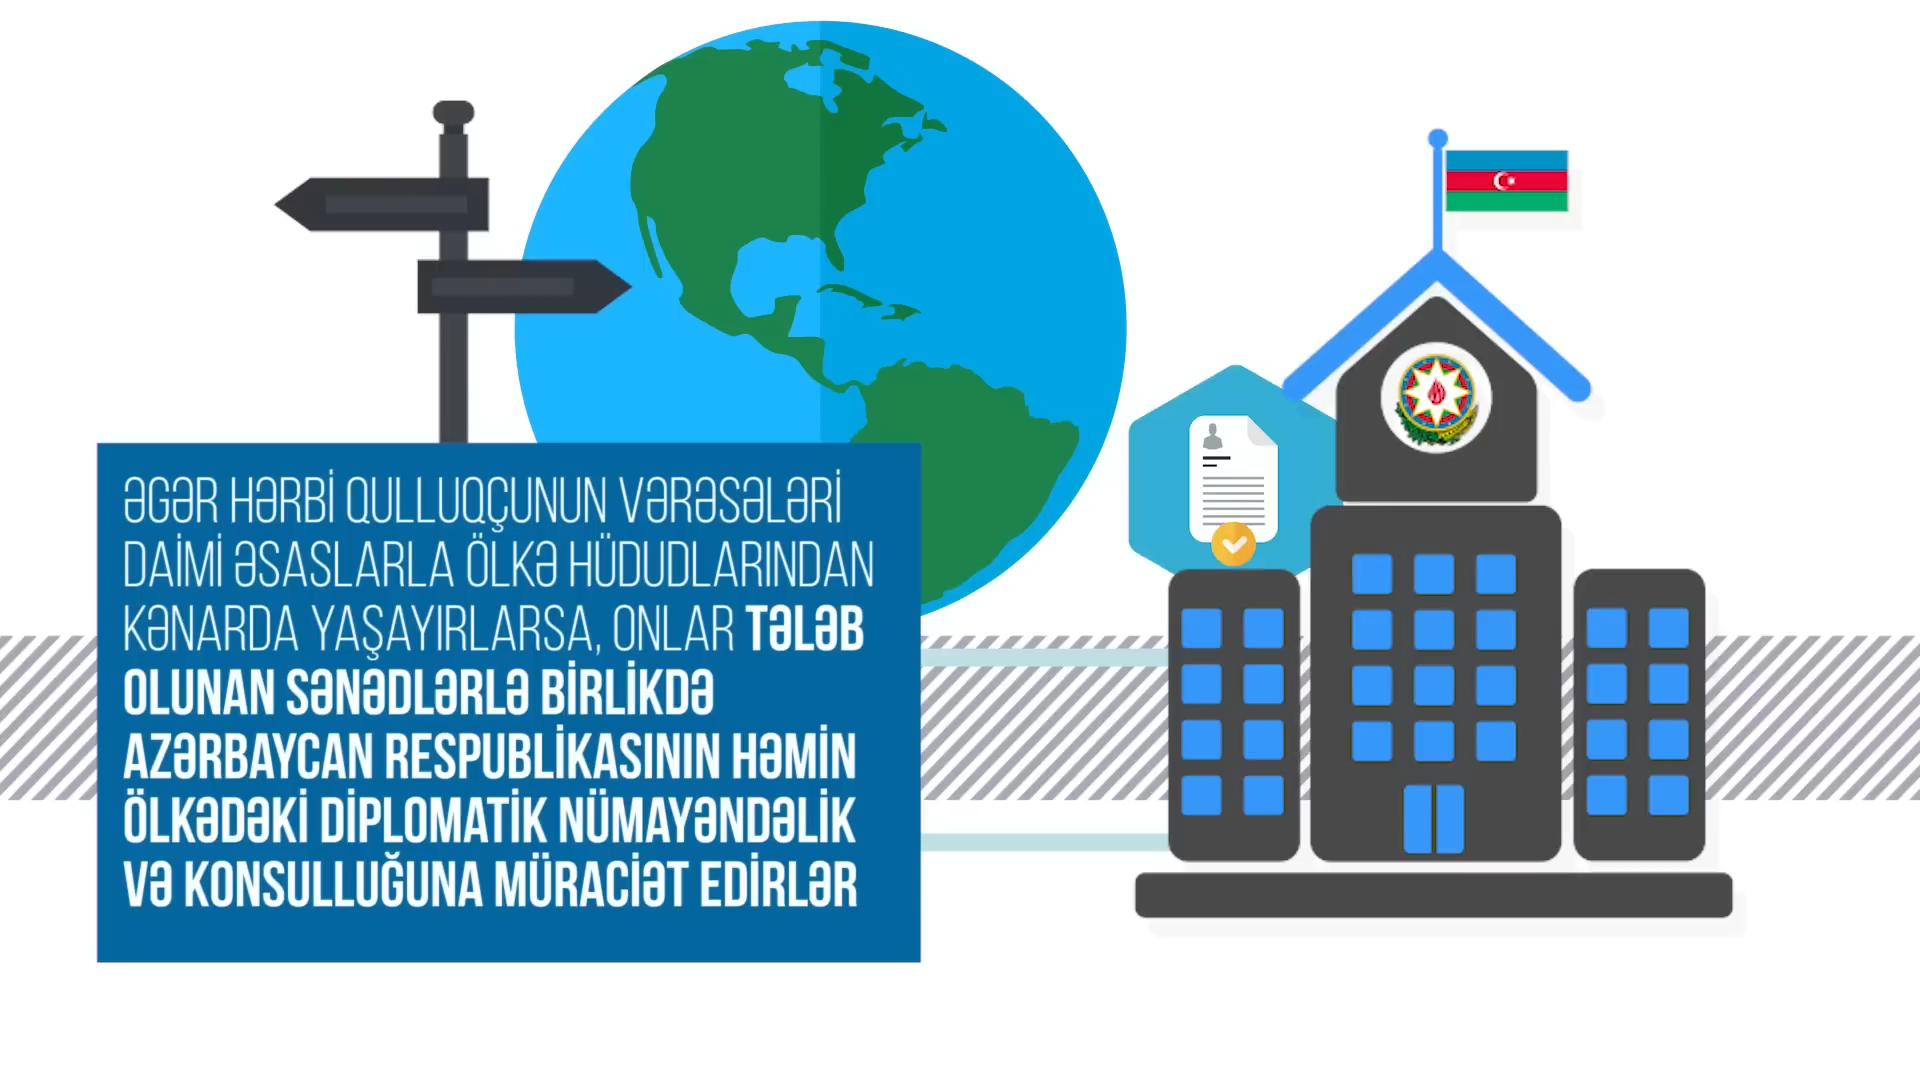 ƏGƏR HƏRBİ QULLUQÇUNUN VƏRƏSƏLƏRİ
DAİMİ ƏSASLARLA ÖLKƏ HÜDUDLARINDAN
KƏNARDA YAŞAYIRLARSA, ONLAR TƏLƏB
OLUNAN SƏNƏDLƏRLƏ BİRLİKDƏ
AZƏRBAYCAN RESPUBLİKASININ HƏMİN
ÖLKƏDƏKİ DİPLOMATİK NÜMAYƏNDƏLİK
VƏ KONSULLUĞUNA MÜRACİƏT EDİRLƏR